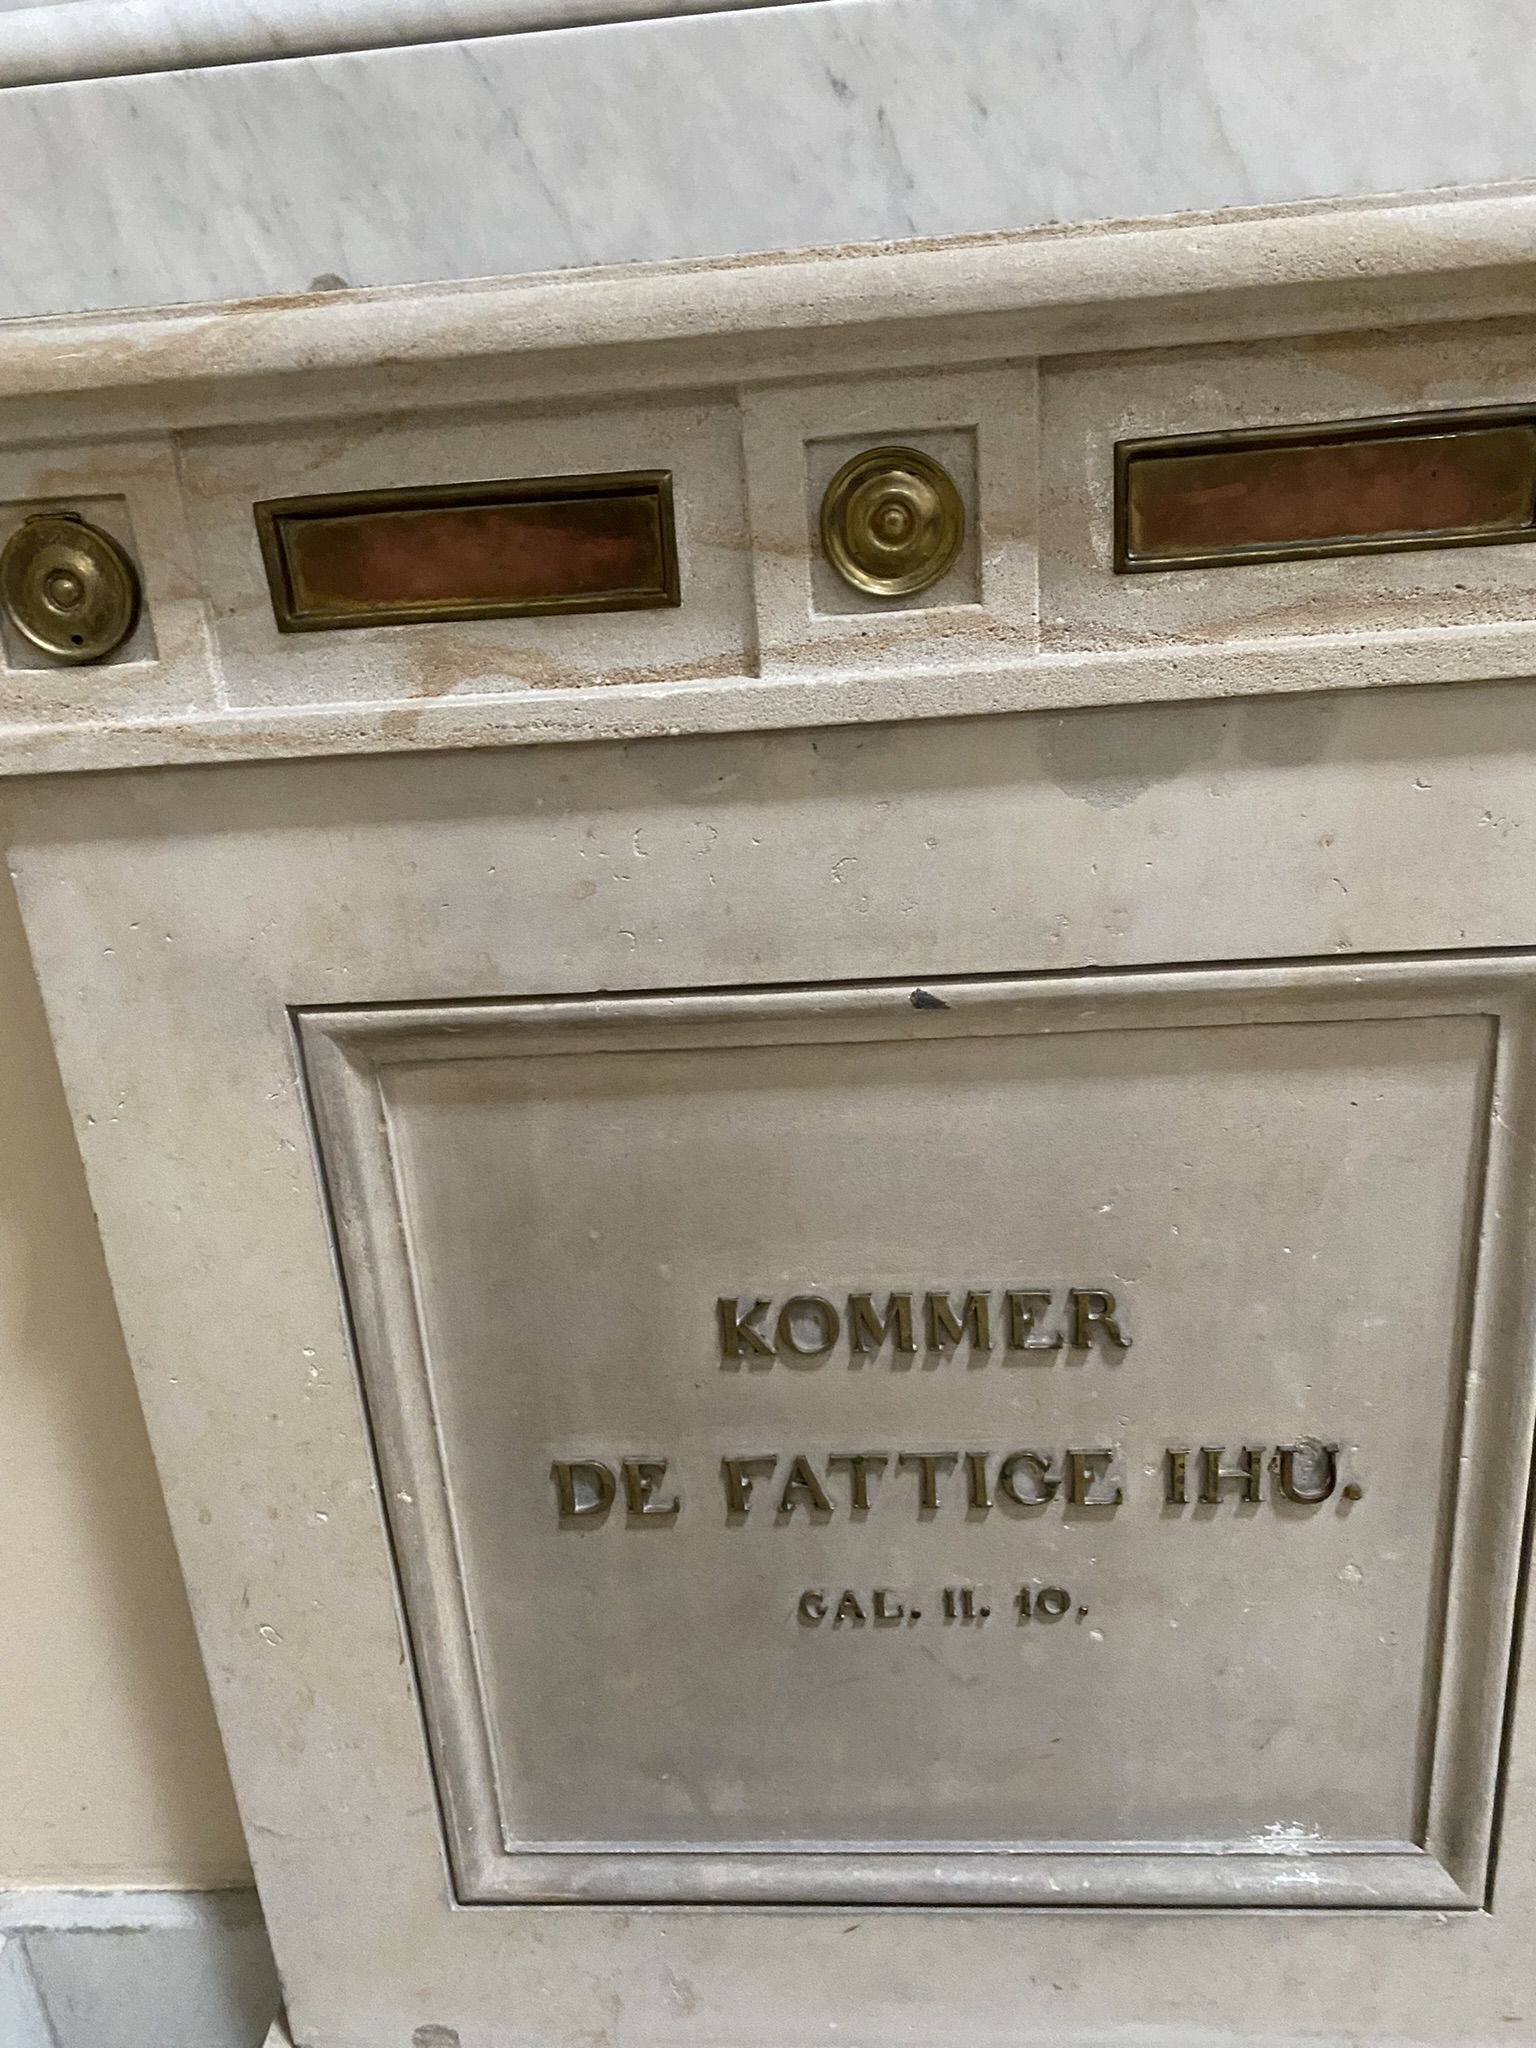 KOMMER
DE FATTIGE IHU.
GAL. II. 10.